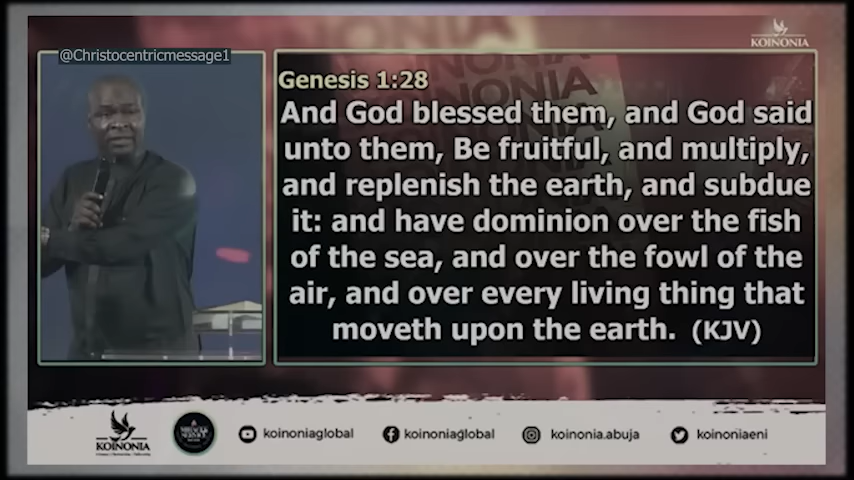 @Christocentricmessage1
KOINONIA
Genesis 1:28
And God blessed them, and God said
unto them, Be fruitful, and multiply,
and replenish the earth, and subdue
it: and have dominion over the fish
of the sea, and over the fowl of the
air, and over every living thing that
moveth upon the earth. (KJV)
KOINONIA
MIRACLE
SERVICE
koinoniaglobal
koinoniaglobal
koinonia.abuja
koinoniaeni